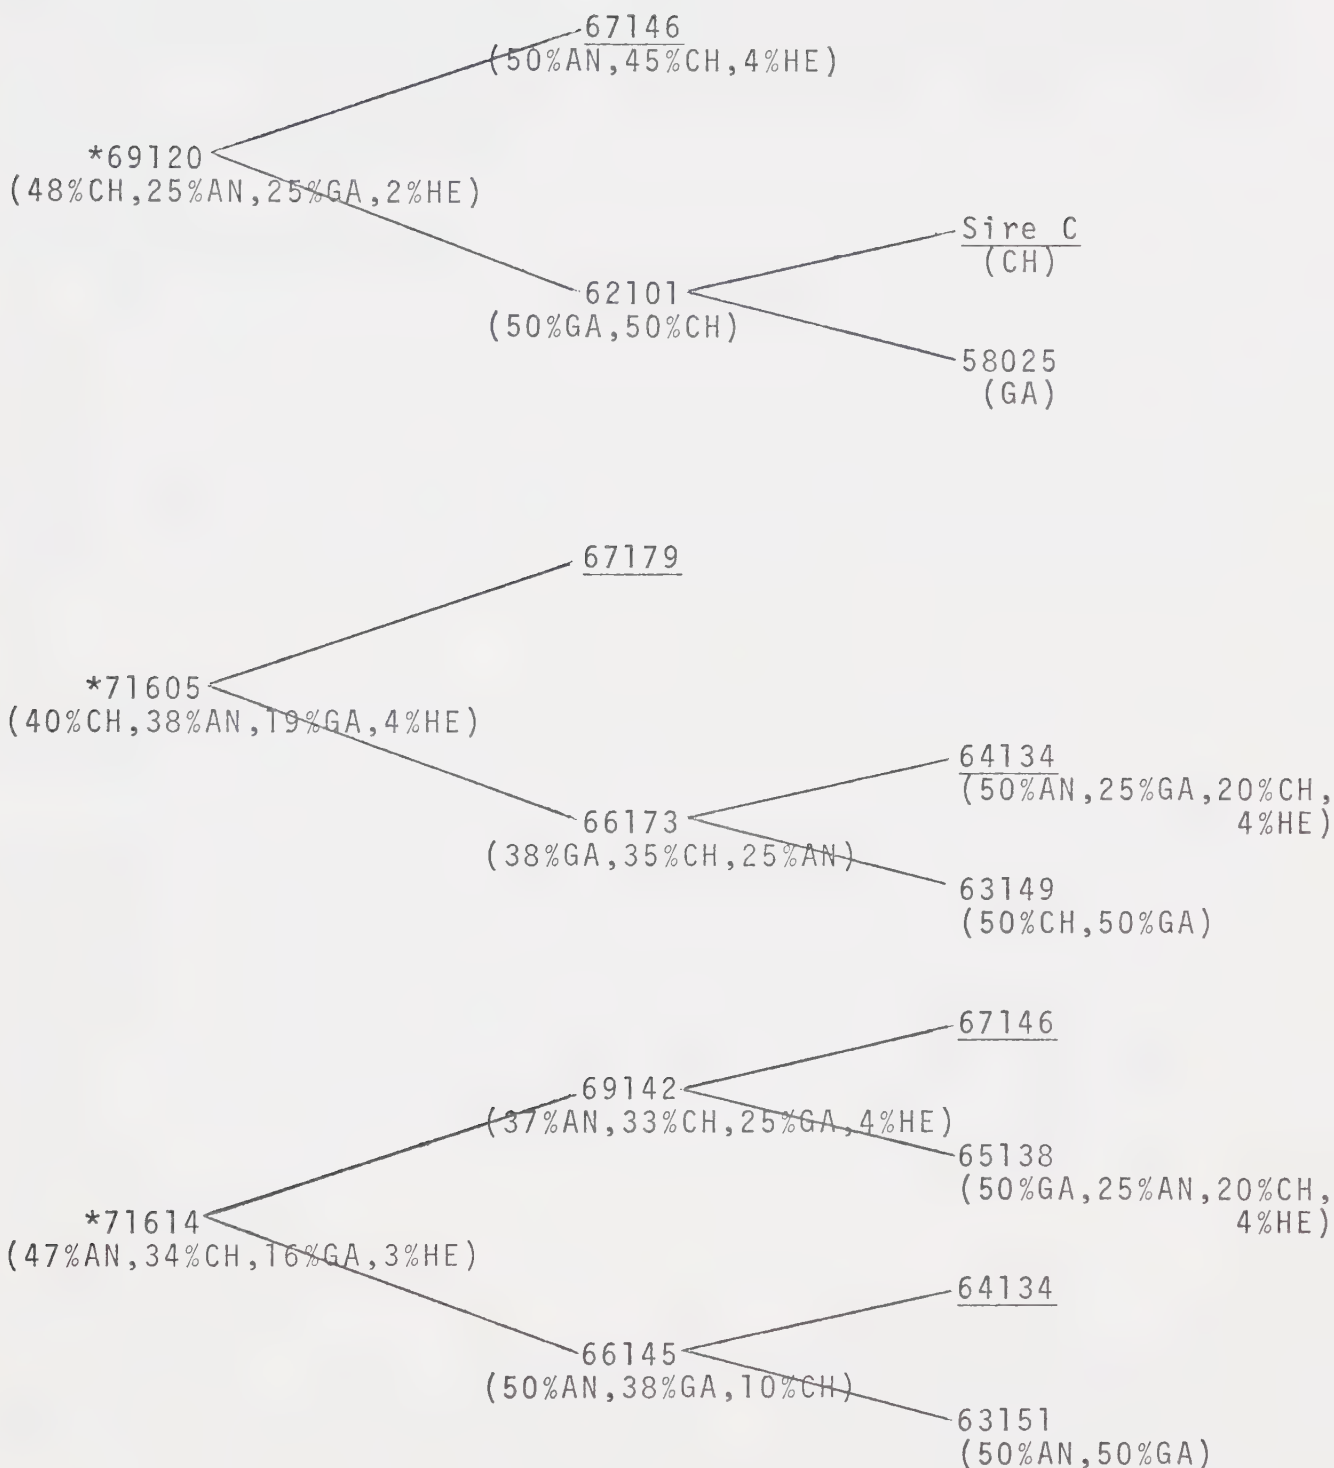 67146
(50%AN,45%CH,4%HE)
*69120
(48%CH,25%AN,25%GA,2%HE)
Sire C
(CH)
62101
(50%GA,50%CH)
58025
(GA)
67179
*71605
(40%CH,38%AN,19%GA,4%HE)
64134
(50%AN,25%GA,20%CH,
4%HE)
66173
(38%GA,35%CH,25%AN)
63149
(50%CH,50%GA)
67146
69142
(37%AN,33%CH,25%GA,4%HE)
65138
(50%GA,25%AN,20%CH,
4%HE)
*71614
(47%AN,34%CH,16%GA,3%HE)
64134
66145
(50%AN,38%GA,10%CH)
63151
(50%AN,50%GA)